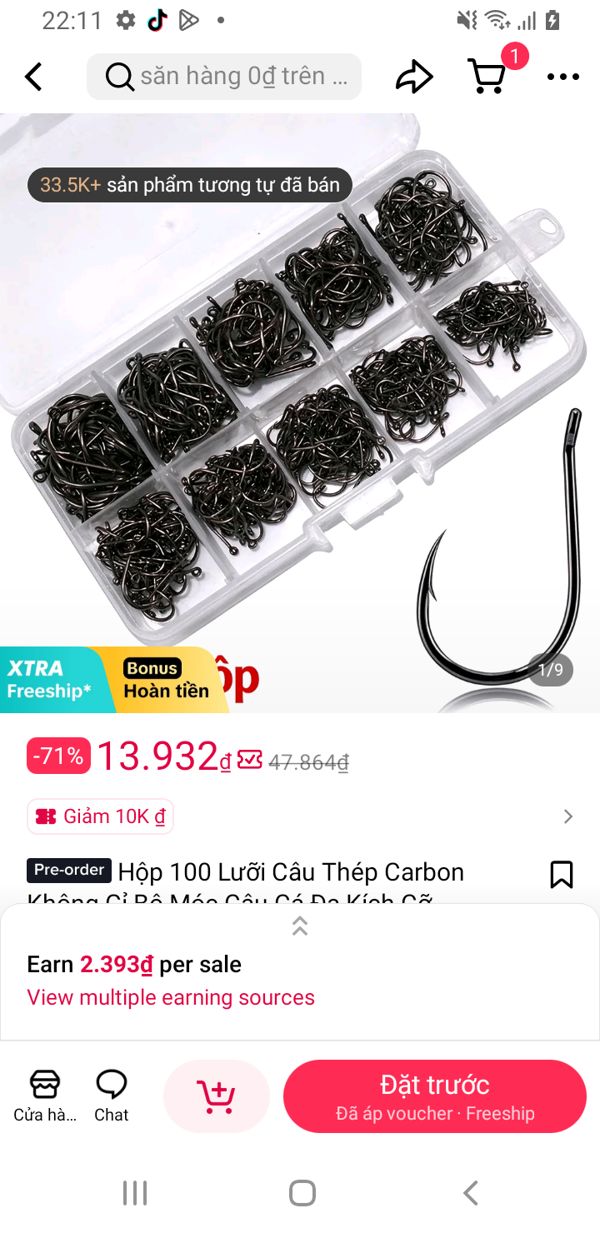 22:11
săn hàng 0₫ trên ...
1
33.5K+ sản phẩm tương tự đã bán
XTRA
Freeship*
Bonus
Hoàn tiền
1/9
-71% 13.932₫ 47.864₫
Giảm 10K ₫
Pre-order Hộp 100 Lưỡi Câu Thép Carbon
Earn 2.393₫ per sale
View multiple earning sources
Cửa hà...
Chat
Đặt trước
Đã áp voucher · Freeship